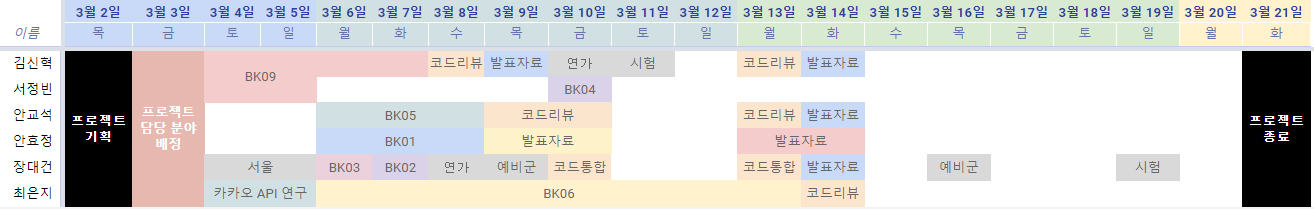 3월 2일 3월 3일 3월 4일 3월 5일 3월 6일 3월 7일 3월 8일 3월 9일 3월 10일 3월 11일 3월 12일 3월 13일 3월 14일 3월 15일 3월 16일 3월 17일 3월 18일 3월 19일 3월 20일 3월 21일
이름 목 금 토 일 월 화 수 목 금 토 일 월 화 수 목 금 토 일 월 화
김신혁 코드리뷰 발표자료 연가 시험 코드리뷰 발표자료
BK09
서정빈 BK04
안교석 BK05 코드리뷰 코드리뷰 발표자료
프로젝트
기획
프로젝트
담당 분야
배정
프로젝트
종료
안효정 BK01 발표자료 발표자료
장대건 서울 BK03 BK02 연가 예비군 코드통합 코드통합 발표자료 예비군 시험
최은지 카카오 API 연구 BK06 코드리뷰